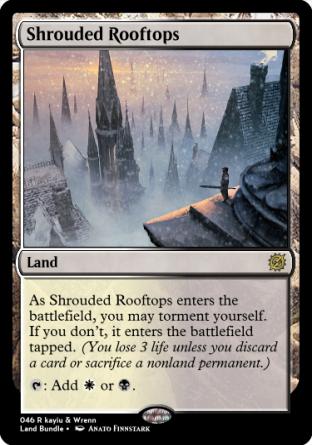 Shrouded Rooftops
Land
As Shrouded Rooftops enters the
battlefield, you may torment yourself.
If you don't, it enters the battlefield
tapped. (You lose 3 life unless you discard
a card or sacrifice a nonland permanent.)
: Add or .
046 R kayiu & Wrenn
Land Bundle • Anato Finnstark